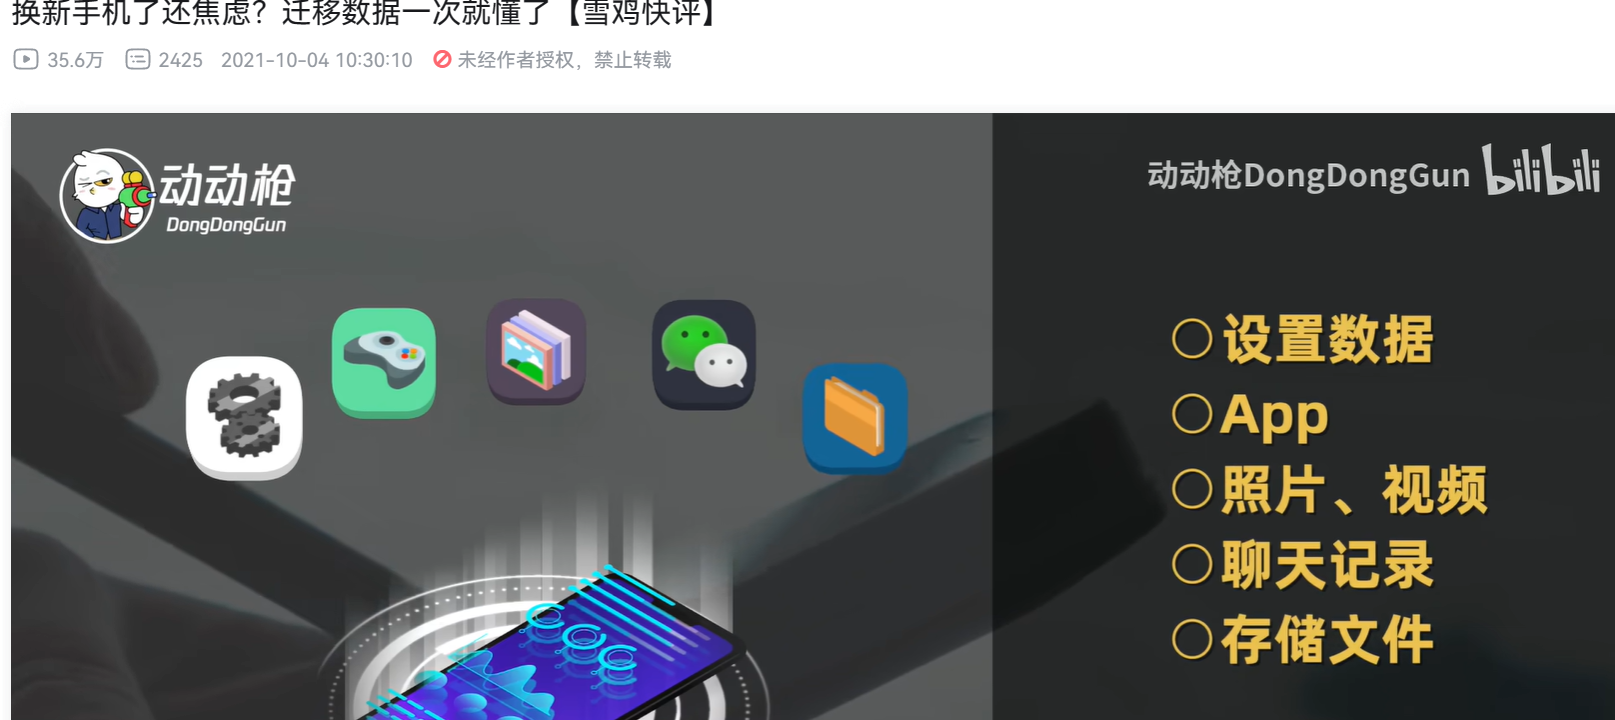 换新手机了还焦虑？迁移数据一次就懂了【雪鸡快评】
35.6万 2425 2021-10-04 10:30:10 未经作者授权，禁止转载
动动枪
DongDongGun
动动枪DongDongGun bilibili
设置数据
App
照片、视频
聊天记录
存储文件